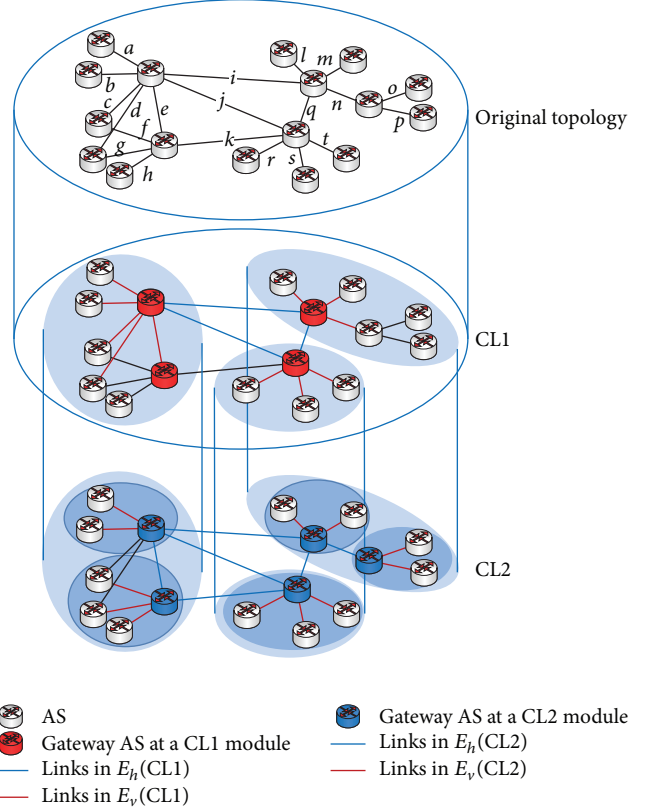 a
b
c
d
e
f
g
h
i
j
k
l
m
n
o
p
q
r
s
t
Original topology
CL1
CL2
AS
Gateway AS at a CL1 module
Links in E_h(CL1)
Links in E_v(CL1)
Gateway AS at a CL2 module
Links in E_h(CL2)
Links in E_v(CL2)